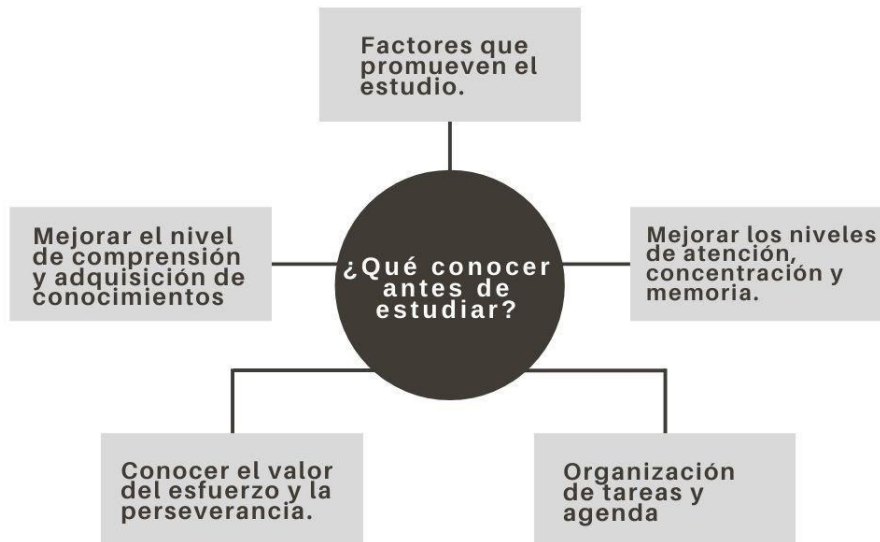 Factores que
promueven el
estudio.
Mejorar el nivel
de comprensión
y adquisición de
conocimientos
¿Qué conocer
antes de
estudiar?
Mejorar los niveles
de atención,
concentración y
memoria.
Conocer el valor
del esfuerzo y la
perseverancia.
Organización
de tareas y
agenda